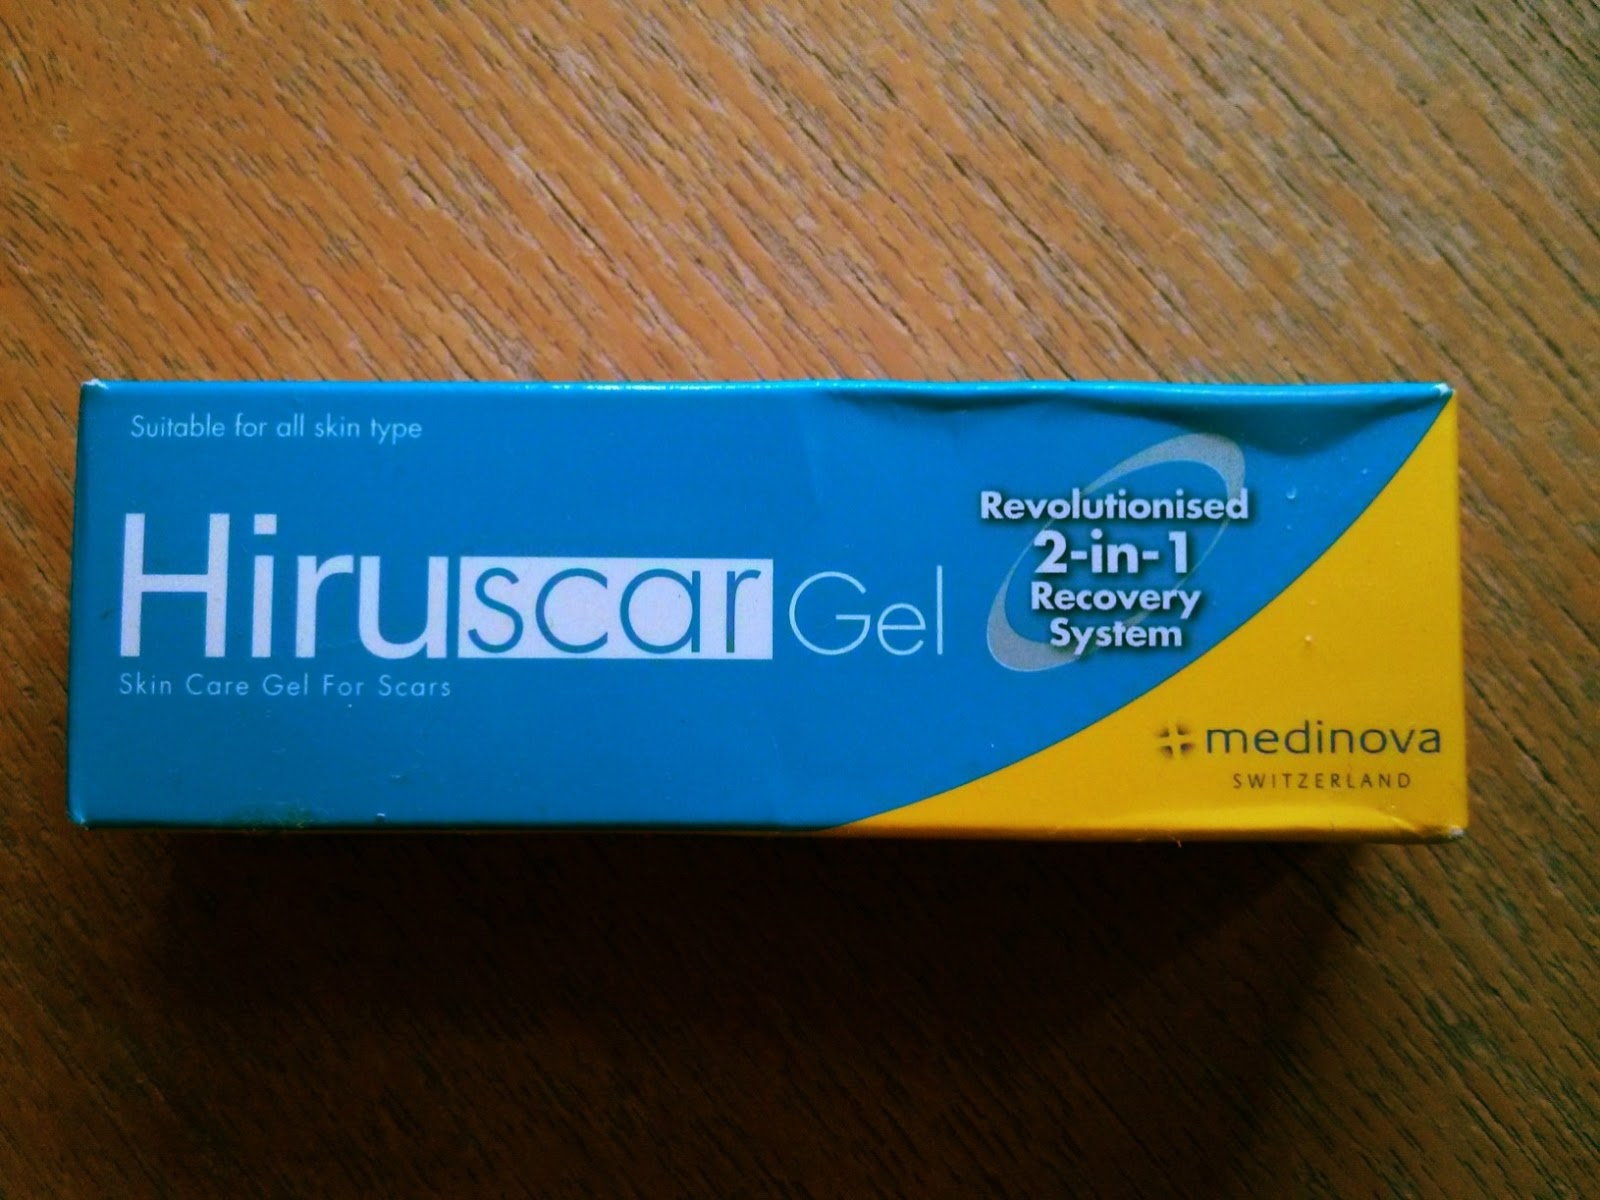 Suitable for all skin type
Hiruscar Gel
Skin Care Gel For Scars
Revolutionised
2-in-1
Recovery
System
medinova
SWITZERLAND